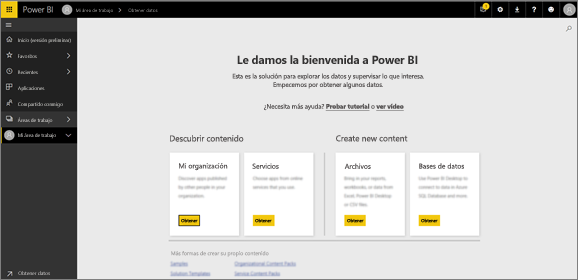 Power BI
Mi área de trabajo > Obtener datos
Inicio (versión preliminar)
Favoritos
Recientes
Aplicaciones
Compartido conmigo
Áreas de trabajo
Mi área de trabajo
Obtener datos
Le damos la bienvenida a Power BI
Esta es la solución para explorar los datos y supervisar lo que interesa.
Empecemos por obtener algunos datos.
¿Necesita más ayuda? Probar tutorial o ver vídeo
Descubrir contenido
Create new content
Mi organización
Discover apps published
by other people in your
organization
Obtener
Servicios
Choose apps from online
services that you use
Obtener
Archivos
Bring in your reports,
workbooks, or data from
Excel, Power BI Desktop
or CSV files.
Obtener
Bases de datos
Use Power BI Desktop to
connect to data in Azure
SQL Database and more.
Obtener
Más formas de crear su propio contenido
Samples
Organizational Content Packs
Solution Templates
Service Content Packs